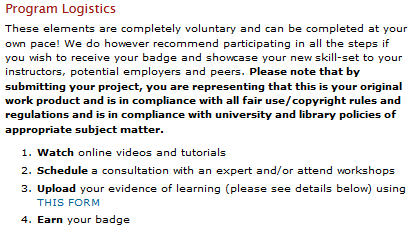 Program Logistics
These elements are completely voluntary and can be completed at your
own pace! We do however recommend participating in all the steps if
you wish to receive your badge and showcase your new skill-set to your
instructors, potential employers and peers. Please note that by
submitting your project, you are representing that this is your original
work product and is in compliance with all fair use/copyright rules and
regulations and is in compliance with university and library policies of
appropriate subject matter.
1. Watch online videos and tutorials
2. Schedule a consultation with an expert and/or attend workshops
3. Upload your evidence of learning (please see details below) using
THIS FORM
4. Earn your badge